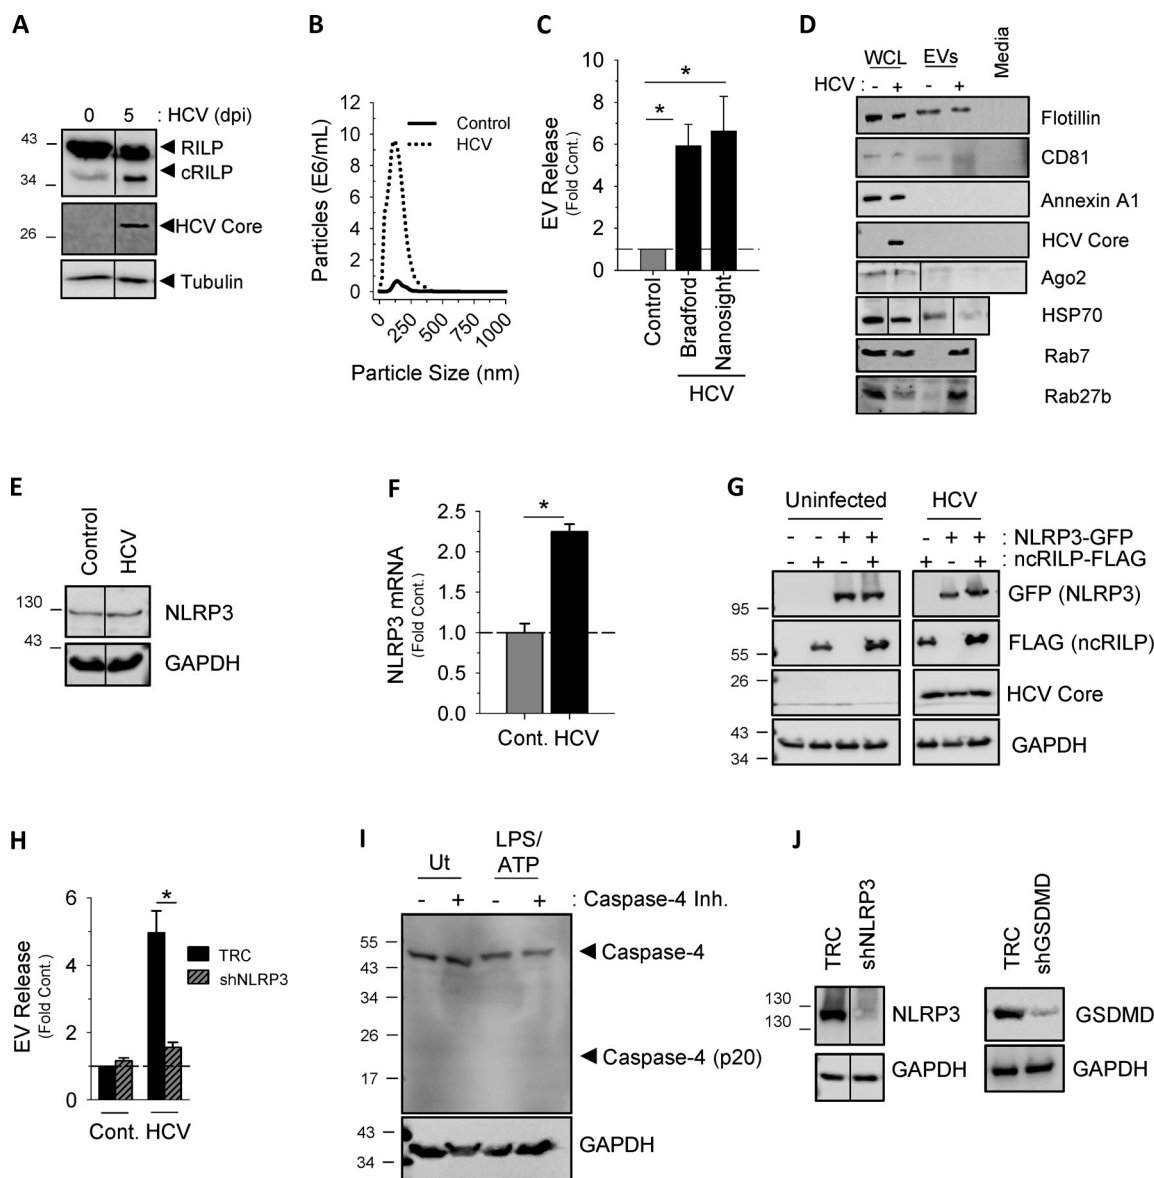 A
0 5 : HCV (dpi)
43
RILP
cRILP
34
HCV Core
26
Tubulin
B
12
10
8
6
4
2
0
Particles (E6/mL)
Control
HCV
0
250
500
750
1000
Particle Size (nm)
C
10
8
6
4
2
0
EV Release
(Fold Cont.)
*
*
Control
Bradford
Nanosight
HCV
D
WCL EVs Media
HCV : - + - +
Flotillin
CD81
Annexin A1
HCV Core
Ago2
HSP70
Rab7
Rab27b
E
Control
HCV
130
NLRP3
43
GAPDH
F
2.5
2.0
1.5
1.0
0.5
0.0
NLRP3 mRNA
(Fold Cont.)
*
Cont. HCV
G
Uninfected HCV
- - + + - + + : NLRP3-GFP
- + - + + - + : ncRILP-FLAG
95
GFP (NLRP3)
55
FLAG (ncRILP)
26
HCV Core
43
34
GAPDH
H
6
4
2
0
EV Release
(Fold Cont.)
*
TRC
shNLRP3
Cont. HCV
I
Ut LPS/
ATP
- + - + : Caspase-4 Inh.
55
43
34
26
17
Caspase-4
Caspase-4 (p20)
43
34
GAPDH
J
TRC
shNLRP3
130
130
NLRP3
GAPDH
TRC
shGSDMD
GSDMD
GAPDH